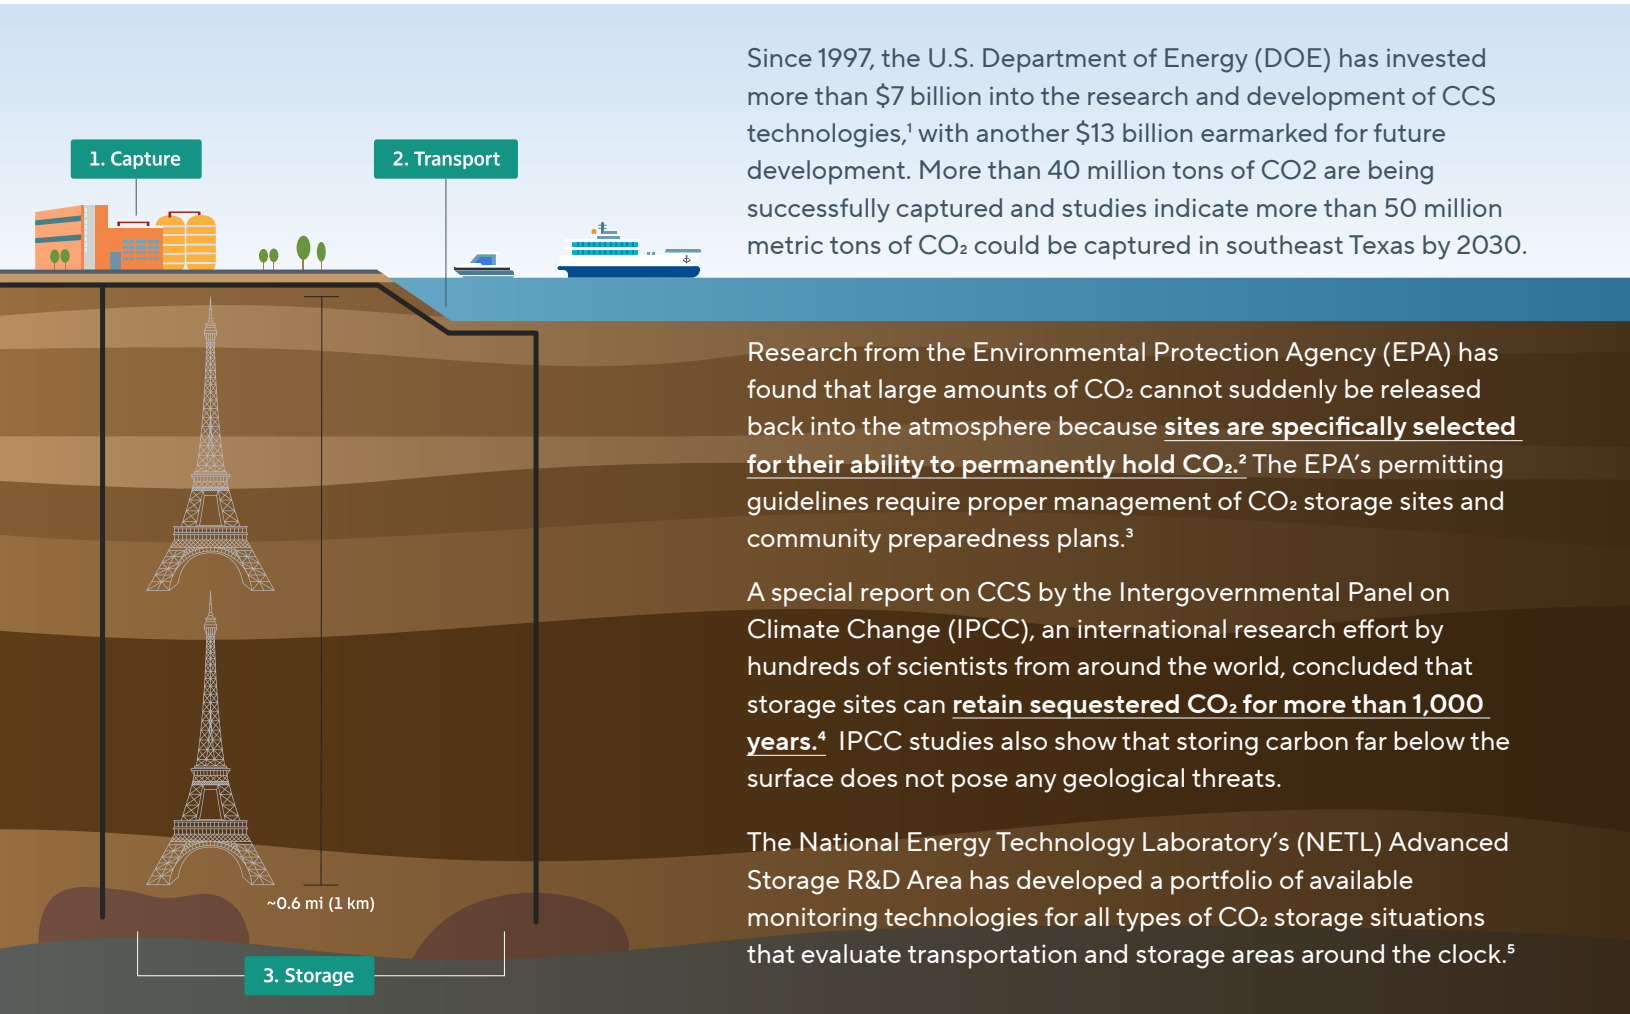 Since 1997, the U.S. Department of Energy (DOE) has invested
more than $7 billion into the research and development of CCS
technologies,¹ with another $13 billion earmarked for future
development. More than 40 million tons of CO2 are being
successfully captured and studies indicate more than 50 million
metric tons of CO₂ could be captured in southeast Texas by 2030.
1. Capture
2. Transport
Research from the Environmental Protection Agency (EPA) has
found that large amounts of CO₂ cannot suddenly be released
back into the atmosphere because sites are specifically selected
for their ability to permanently hold CO₂.² The EPA’s permitting
guidelines require proper management of CO₂ storage sites and
community preparedness plans.³
A special report on CCS by the Intergovernmental Panel on
Climate Change (IPCC), an international research effort by
hundreds of scientists from around the world, concluded that
storage sites can retain sequestered CO₂ for more than 1,000
years.⁴ IPCC studies also show that storing carbon far below the
surface does not pose any geological threats.
The National Energy Technology Laboratory’s (NETL) Advanced
Storage R&D Area has developed a portfolio of available
monitoring technologies for all types of CO₂ storage situations
that evaluate transportation and storage areas around the clock.⁵
~0.6 mi (1 km)
3. Storage